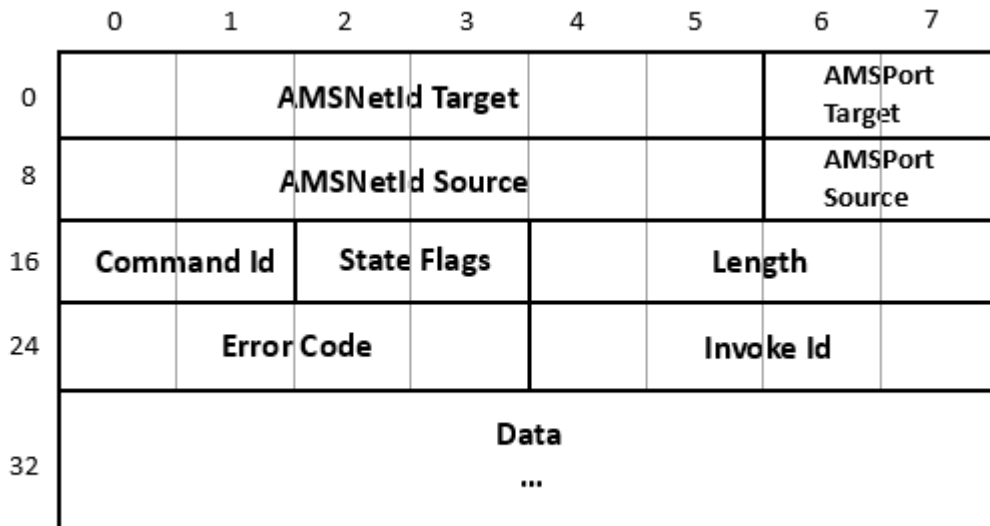 0 1 2 3 4 5 6 7
0 AMSNetId Target AMSPort
Target
8 AMSNetId Source AMSPort
Source
16 Command Id State Flags Length
24 Error Code Invoke Id
Data
32
...